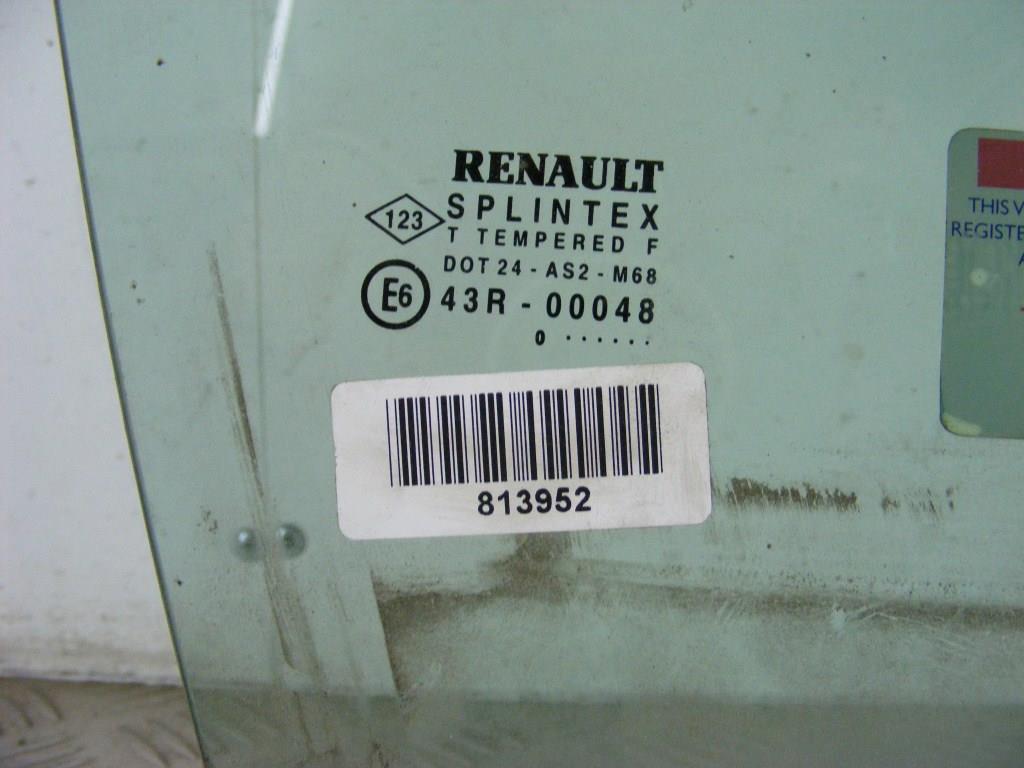 RENAULT
123 SPLINTEX
T TEMPERED F
DOT 24 - AS2 - M68
E6 43R - 00048
0 ......
813952
THIS
REGISTE